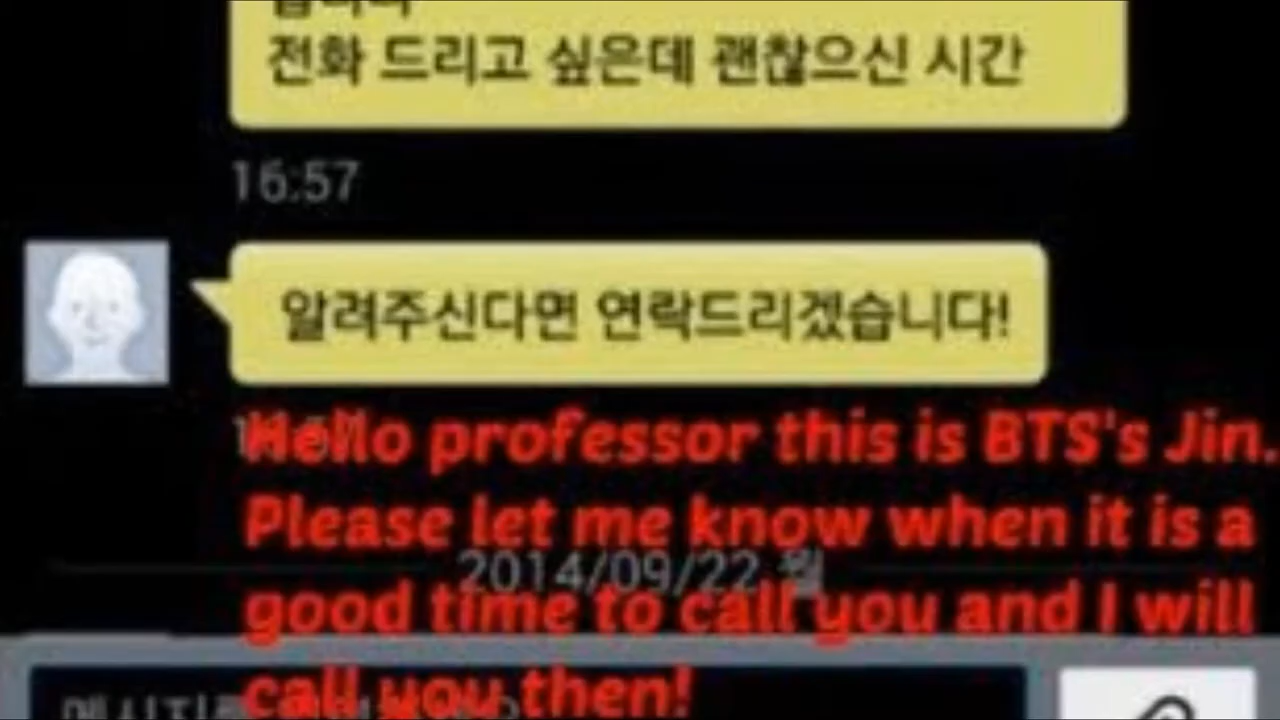 전화 드리고 싶은데 괜찮으신 시간
16:57
알려주신다면 연락드리겠습니다!
Hello professor this is BTS's Jin.
Please let me know when it is a
2014/09/22 월
good time to call you and I will
call you then!